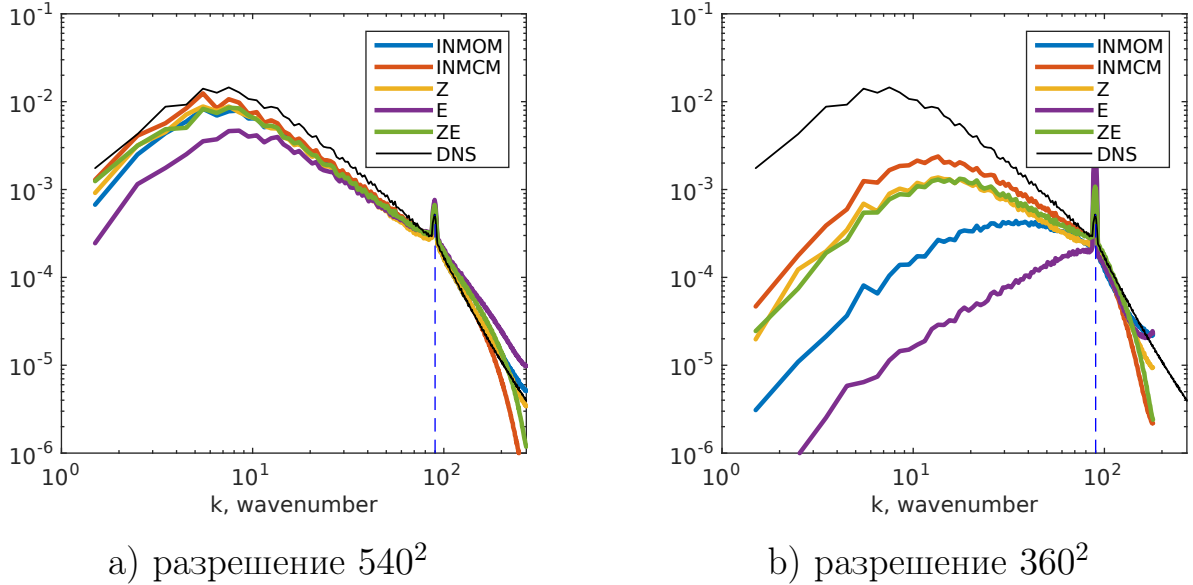 10^-1
10^-2
10^-3
10^-4
10^-5
10^-6
10^0
10^1
10^2
k, wavenumber
INMOM
INMCM
Z
E
ZE
DNS
a) разрешение 540^2
10^-1
10^-2
10^-3
10^-4
10^-5
10^-6
10^0
10^1
10^2
k, wavenumber
INMOM
INMCM
Z
E
ZE
DNS
b) разрешение 360^2